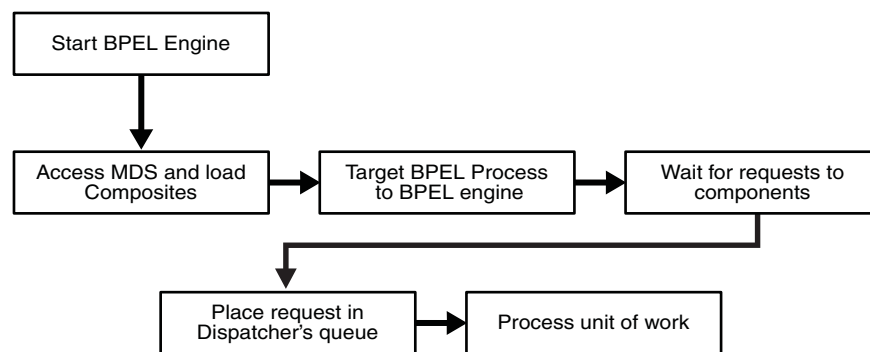 Start BPEL Engine
Access MDS and load
Composites
Target BPEL Process
to BPEL engine
Wait for requests to
components
Place request in
Dispatcher's queue
Process unit of work